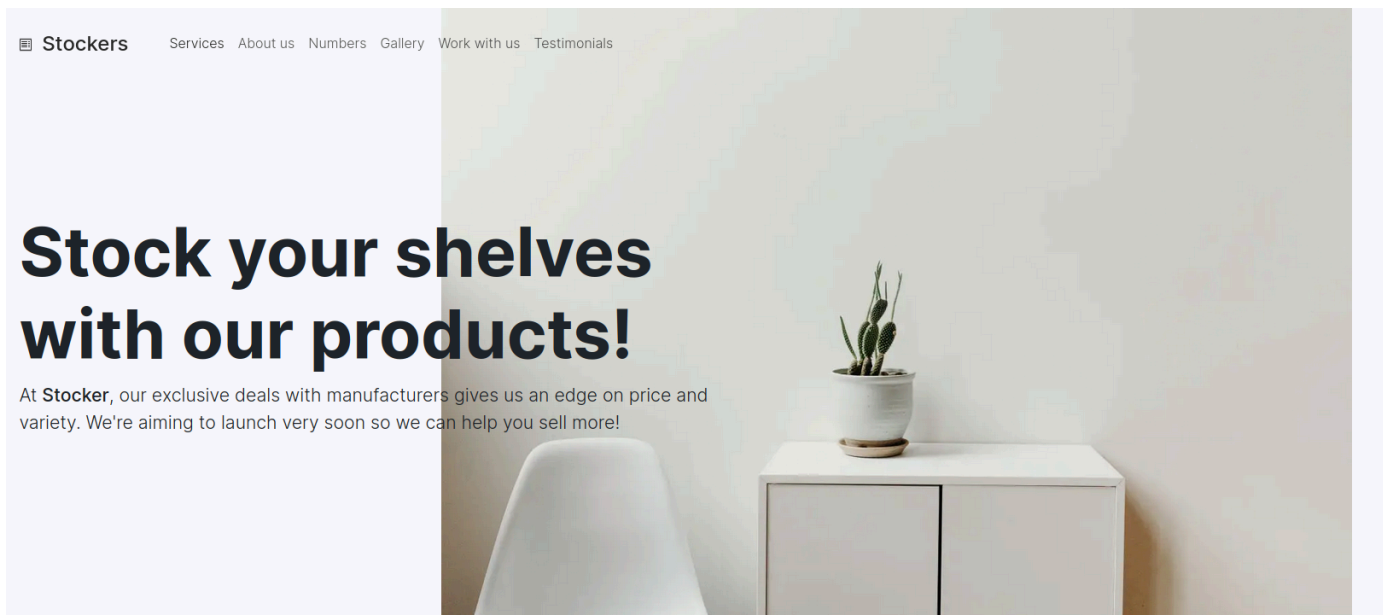 Stockers Services About us Numbers Gallery Work with us Testimonials
Stock your shelves
with our products!
At Stocker, our exclusive deals with manufacturers gives us an edge on price and
variety. We're aiming to launch very soon so we can help you sell more!